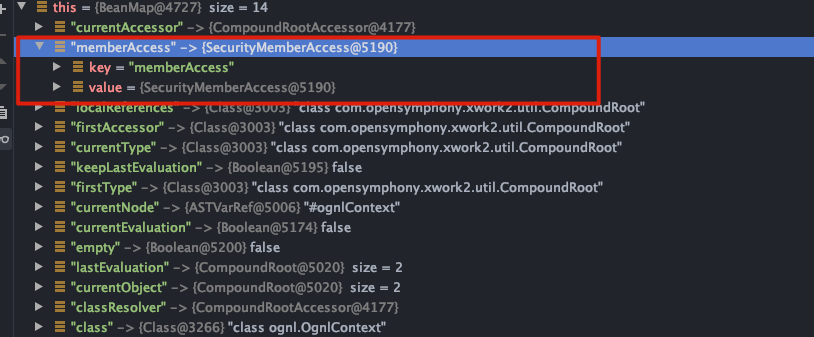 this = {BeanMap@4727} size = 14
"currentAccessor" -> {CompoundRootAccessor@4177}
"memberAccess" -> {SecurityMemberAccess@5190}
key = "memberAccess"
value = {SecurityMemberAccess@5190}
"localReferences" -> {Class@3003} "class com.opensymphony.xwork2.util.CompoundRoot"
"firstAccessor" -> {Class@3003} "class com.opensymphony.xwork2.util.CompoundRoot"
"currentType" -> {Class@3003} "class com.opensymphony.xwork2.util.CompoundRoot"
"keepLastEvaluation" -> {Boolean@5195} false
"firstType" -> {Class@3003} "class com.opensymphony.xwork2.util.CompoundRoot"
"currentNode" -> {ASTVarRef@5006} "#ognlContext"
"currentEvaluation" -> {Boolean@5174} false
"empty" -> {Boolean@5200} false
"lastEvaluation" -> {CompoundRoot@5020} size = 2
"currentObject" -> {CompoundRoot@5020} size = 2
"classResolver" -> {CompoundRootAccessor@4177}
"class" -> {Class@3266} "class ognl.OgnlContext"